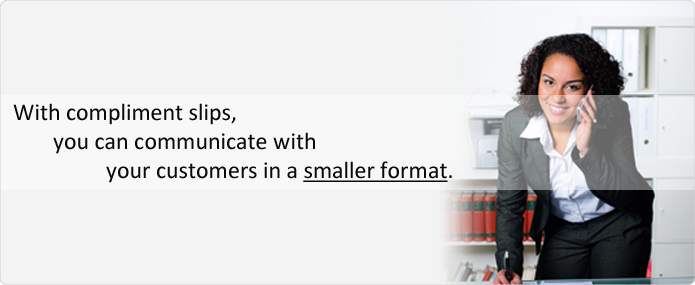 With compliment slips,
you can communicate with
your customers in a smaller format.